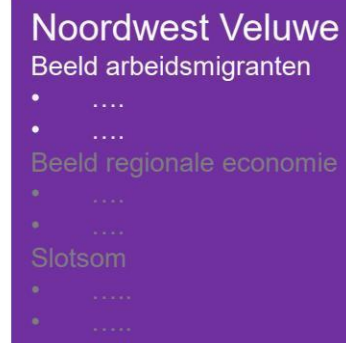 Noordwest Veluwe
Beeld arbeidsmigranten
• ….
• ….
Beeld regionale economie
• ….
• ….
Slotsom
• …..
• …..